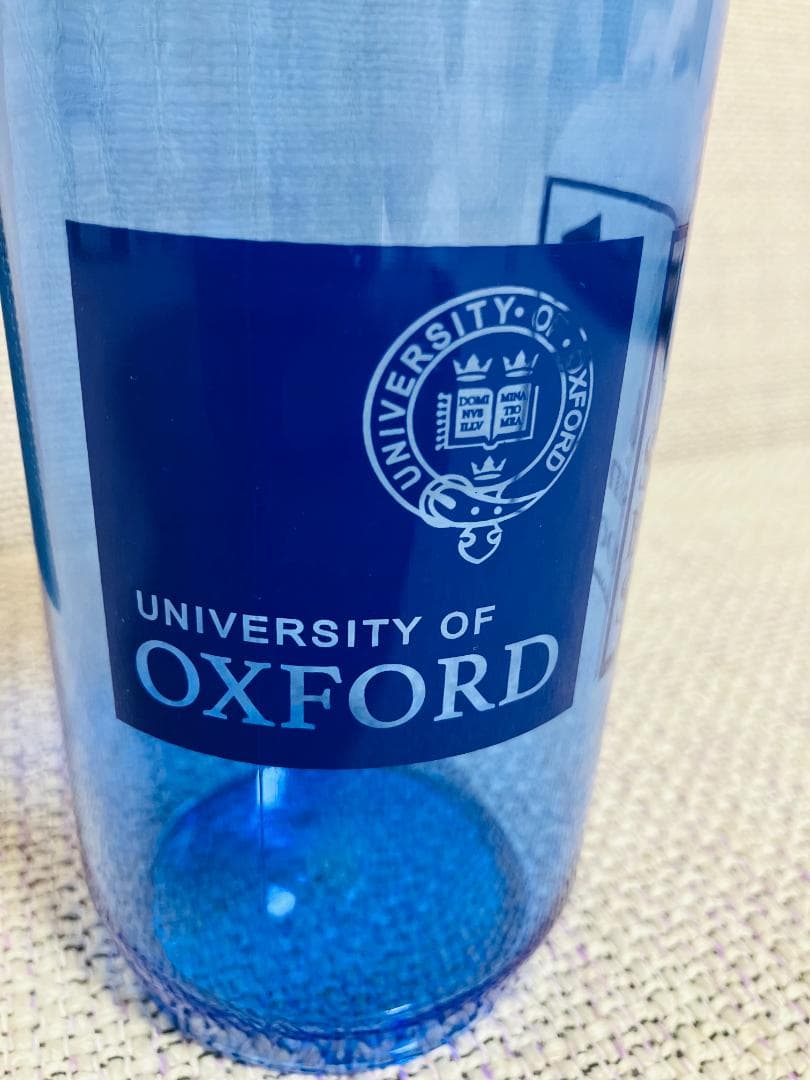 UNIVERSITY · OF · OXFORD
DOMI MINA
NVS TIO
ILLV MEA
UNIVERSITY OF
OXFORD